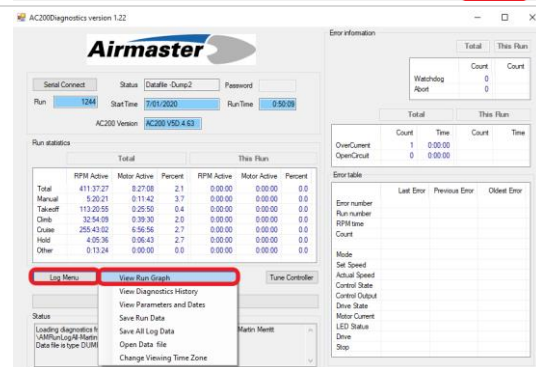 AC200Diagnostics version 1.22
Airmaster
Serial Connect Status Datafile -Dump2 Password
Run 1244 Start Time 7/01/2020 Run Time 0:50:09
AC200 Version AC200 V5D.4.63
Run statistics
Total This Run
RPM Active Motor Active Percent RPM Active Motor Active Percent
Total 411:37:27 8:27:08 2.1 0:00:00 0:00:00 0.0
Manual 5:20:21 0:11:42 3.7 0:00:00 0:00:00 0.0
Takeoff 113:20:55 0:25:50 0.4 0:00:00 0:00:00 0.0
Climb 32:54:09 0:39:30 2.0 0:00:00 0:00:00 0.0
Cruise 255:43:02 6:56:56 2.7 0:00:00 0:00:00 0.0
Hold 4:05:36 0:06:43 2.7 0:00:00 0:00:00 0.0
Other 0:13:24 0:00:00 0.0 0:00:00 0:00:00 0.0
Log Menu View Run Graph Tune Controller
View Diagnostics History
View Parameters and Dates
Save Run Data
Save All Log Data
Open Data file
Change Viewing Time Zone
Status
Loading diagnostics Martin Merritt
\AMRunLogAll-Martin
Data file is type DUM
Error information
Total This Run
Count Count
Watchdog 0
Abort 0
Total This Run
Count Time Count Time
OverCurrent 1 0:00:00
OpenCircuit 0 0:00:00
Error table
Last Error Previous Error Oldest Error
Error number
Run number
RPM time
Count
Mode
Set Speed
Actual Speed
Control State
Control Output
Drive State
Motor Current
LED Status
Drive
Stop